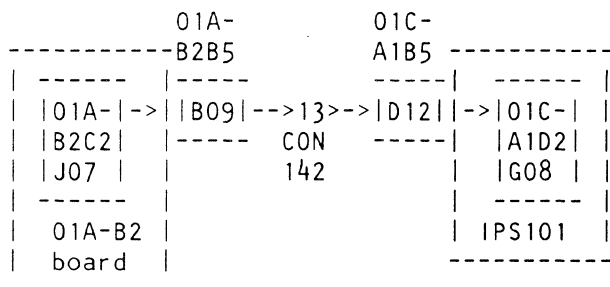 01A- 01C-
-----------B2B5 A1B5 -----------
| ------ |----- -----| ------ |
| |01A-|->||B09|-->13>->|D12||->|01C-| |
| |B2C2| |----- CON -----| |A1D2| |
| |J07 | | 142 | |G08 | |
| ------ | | ------ |
| 01A-B2 | | IPS101 |
| board | -----------